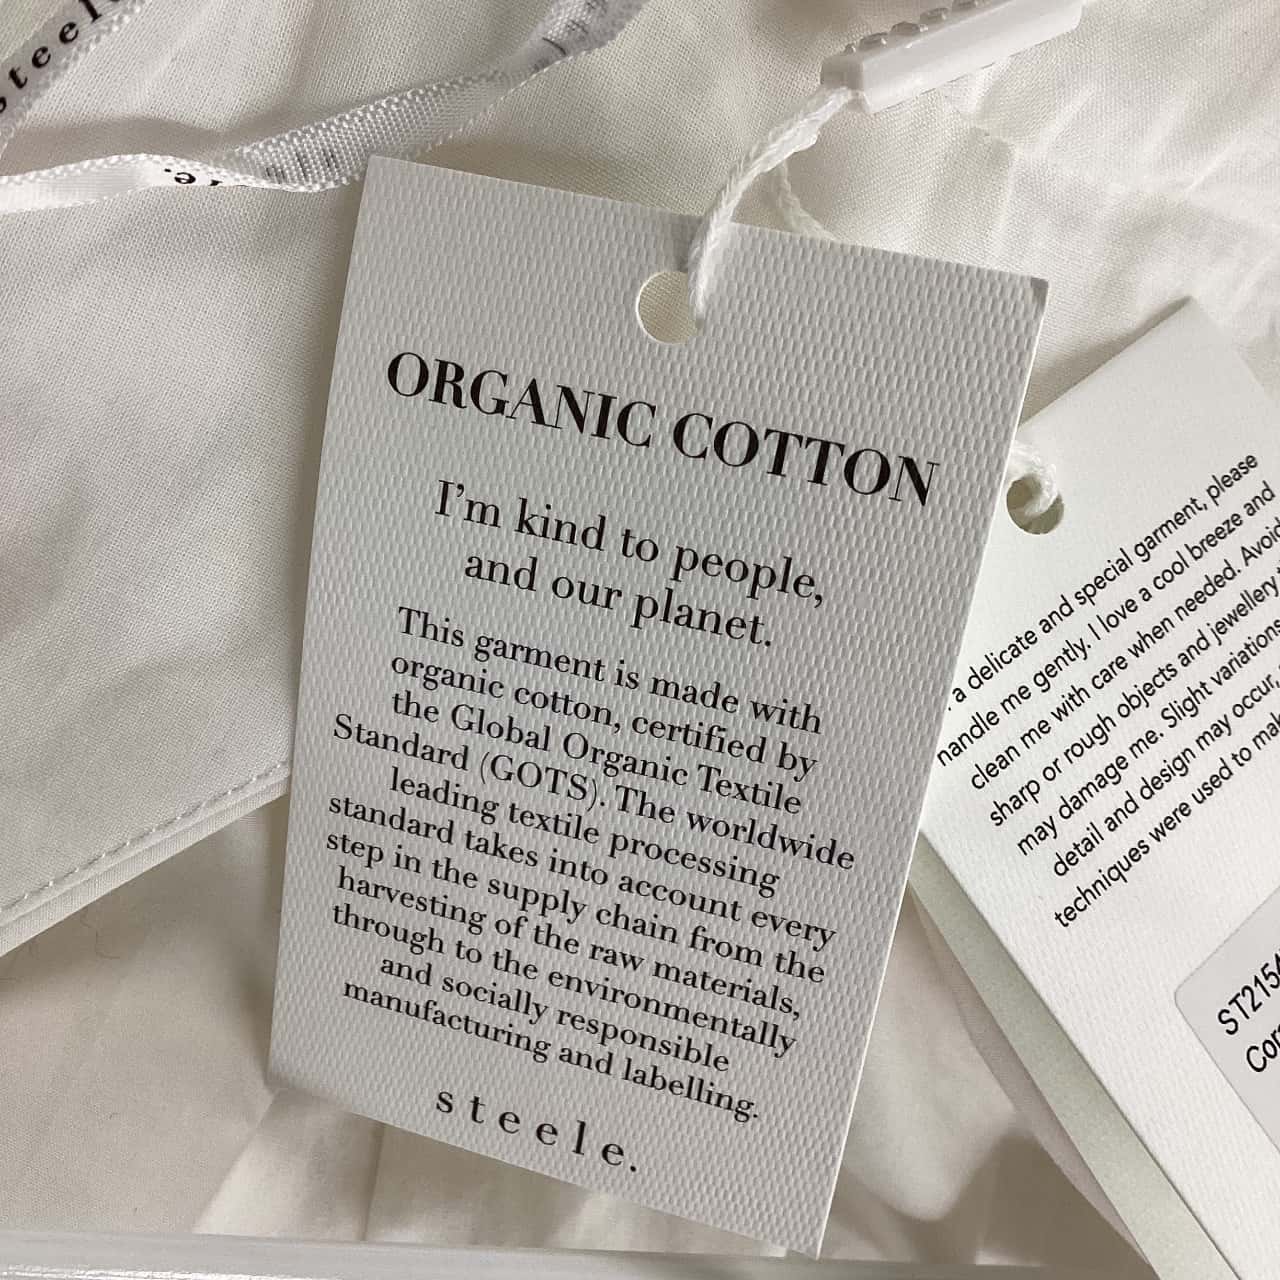 steele
ORGANIC COTTON
I'm kind to people,
and our planet.
This garment is made with
organic cotton, certified by
the Global Organic Textile
Standard (GOTS). The worldwide
leading textile processing
standard takes into account every
step in the supply chain from the
harvesting of the raw materials,
through to the environmentally
and socially responsible
manufacturing and labelling.
steele.
a delicate and special garment, please
handle me gently. I love a cool breeze and
clean me with care when needed. Avoid
sharp or rough objects and jewellery
may damage me. Slight variations
detail and design may occur,
techniques were used to
ST2154